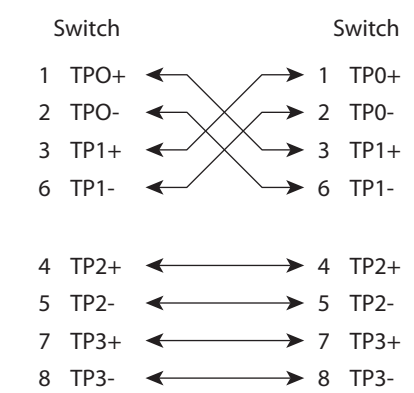 Switch Switch
1 TPO+ 1 TP0+
2 TPO- 2 TP0-
3 TP1+ 3 TP1+
6 TP1- 6 TP1-
4 TP2+ 4 TP2+
5 TP2- 5 TP2-
7 TP3+ 7 TP3+
8 TP3- 8 TP3-